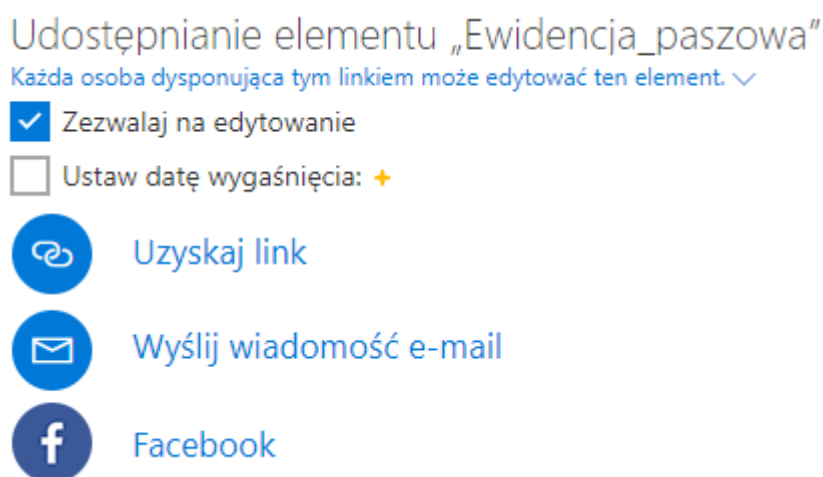 Udostępnianie elementu „Ewidencja_paszowa”
Każda osoba dysponująca tym linkiem może edytować ten element.
Zezwalaj na edytowanie
Ustaw datę wygaśnięcia:
Uzyskaj link
Wyślij wiadomość e-mail
Facebook